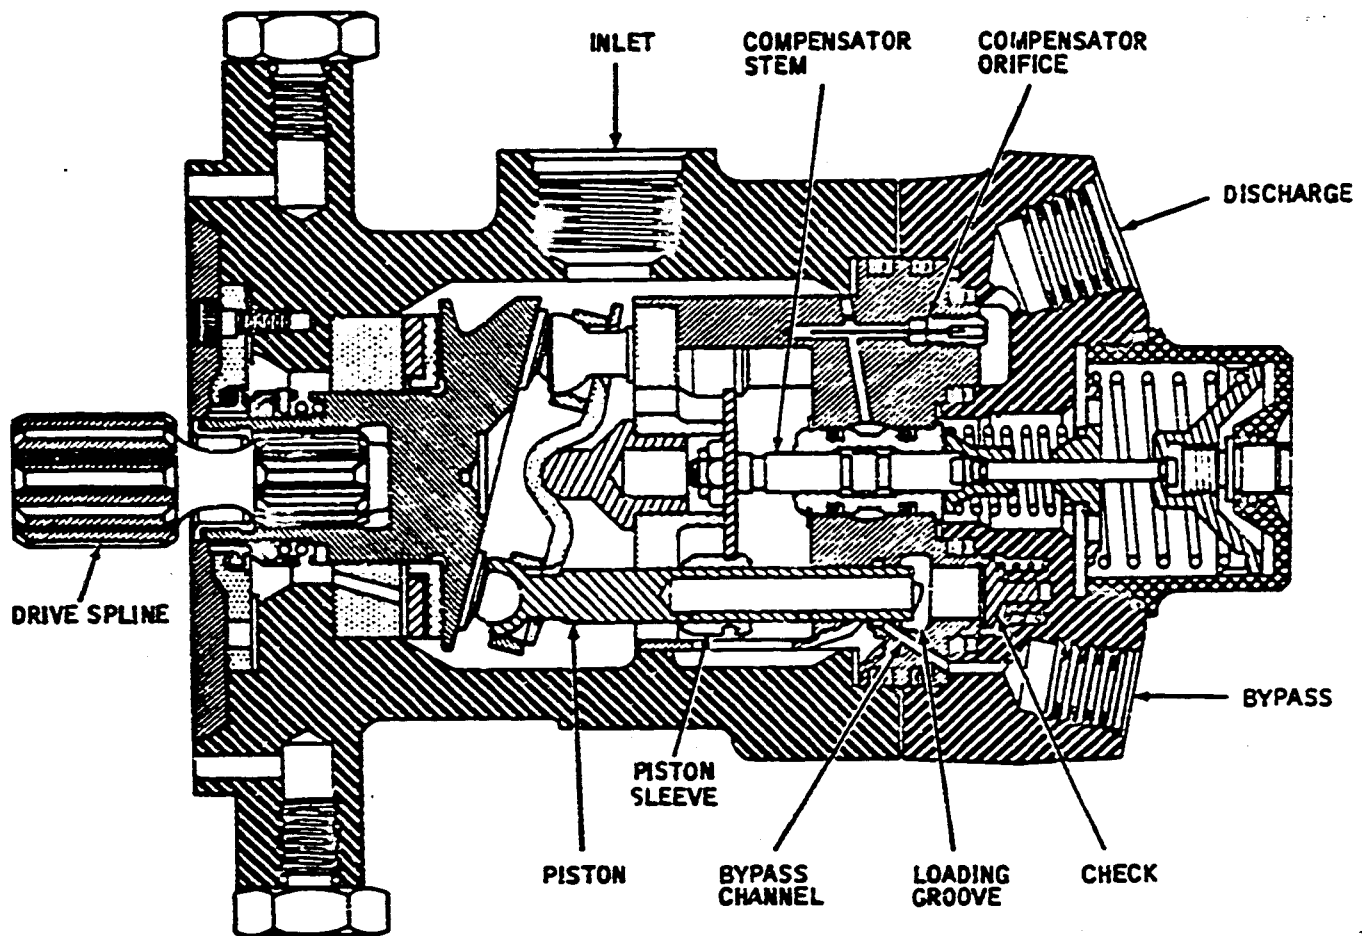 INLET
COMPENSATOR
STEM
COMPENSATOR
ORIFICE
DISCHARGE
DRIVE SPLINE
BYPASS
PISTON
SLEEVE
PISTON
BYPASS
CHANNEL
LOADING
GROOVE
CHECK